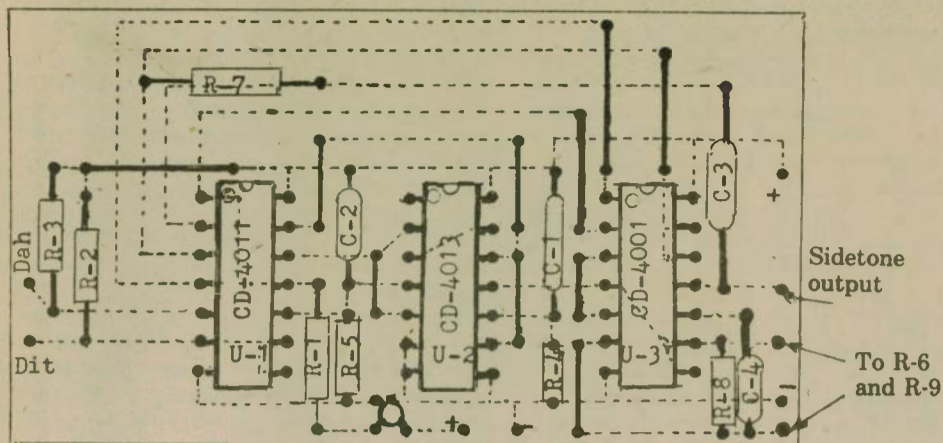 R-7
C-3
+
Dah
R-3
R-2
CD-4011
U-1
C-2
CD-4013
U-2
C-1
CD-4001
U-3
Sidetone
output
Dit
R-1
R-5
R-4
R-8
C-4
To R-6
and R-9
+
-
-